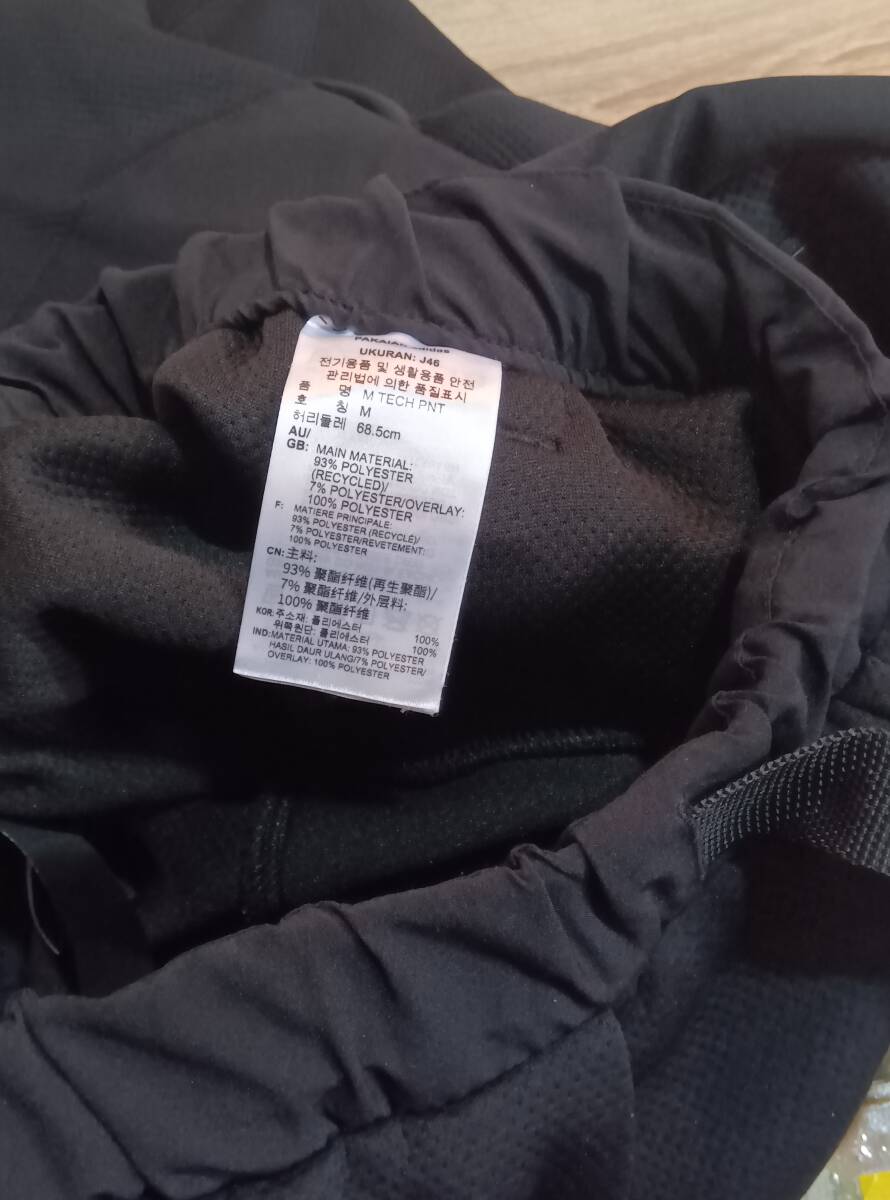 PAKAIAN adidas
UKURAN: J46
전기용품 및 생활용품 안전
관리법에 의한 품질표시
품 명 M TECH PNT
호 칭 M
허리둘레 68.5cm
AU/
GB: MAIN MATERIAL:
93% POLYESTER
(RECYCLED)/
7% POLYESTER/OVERLAY:
100% POLYESTER
F: MATIERE PRINCIPALE:
93% POLYESTER (RECYCLÉ)/
7% POLYESTER/REVETEMENT:
100% POLYESTER
CN: 主料:
93% 聚酯纤维(再生聚酯)/
7% 聚酯纤维/外层料:
100% 聚酯纤维
KOR: 주소재: 폴리에스터 100%
위쪽원단: 폴리에스터 100%
IND: MATERIAL UTAMA: 93% POLYESTER
HASIL DAUR ULANG/7% POLYESTER/
OVERLAY: 100% POLYESTER